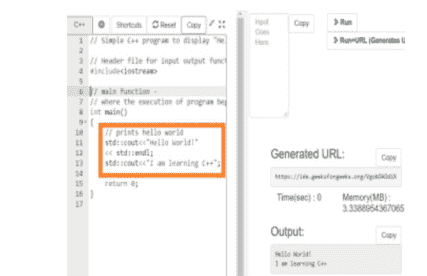 C++ Shortcuts Reset Copy
1 // Simple C++ program to display "He
2
3 // Header file for input output funct
4 #include<iostream>
5
6 // main function -
7 // where the execution of program beg
8 int main()
9 {
10 // prints hello world
11 std::cout<<"Hello World!"
12 << std::endl;
13 std::cout<<"I am learning C++";
14
15 return 0;
16 }
17
Input
Goes
Here
Copy
Run
Run+URL (Generates U
Generated URL:
Copy
Time(sec) : 0
Memory(MB) :
3.3388954367065
Output:
Copy
Hello World!
I am learning C++